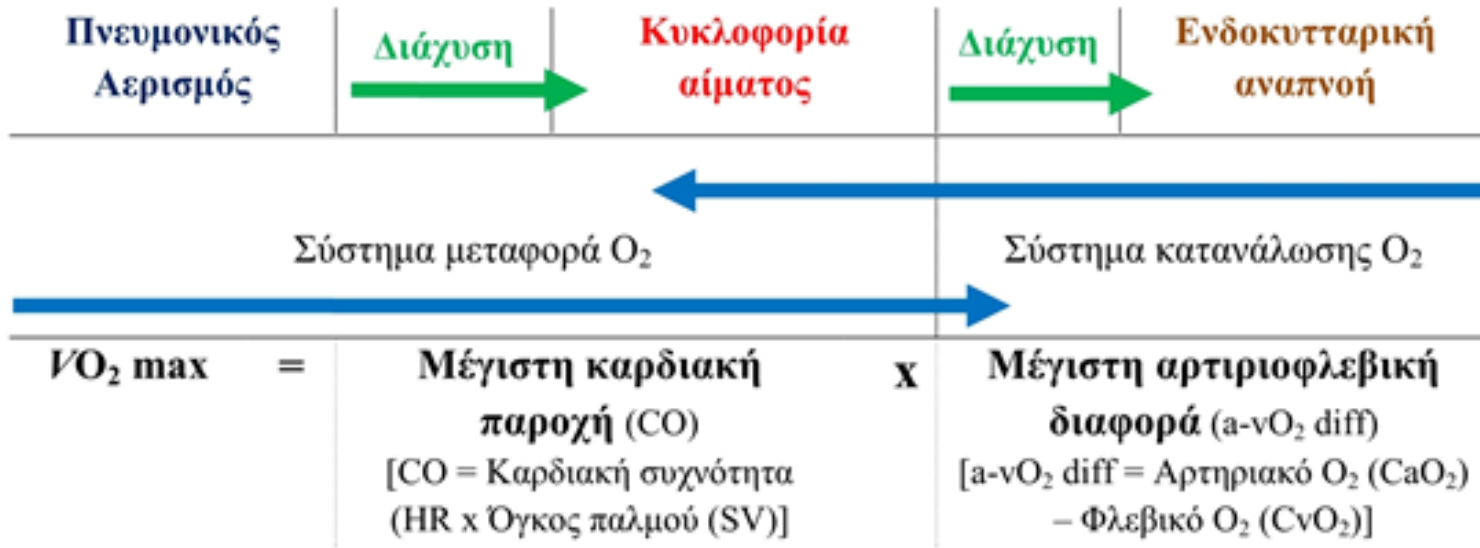 Πνευμονικός
Αερισμός
Διάχυση
Κυκλοφορία
αίματος
Διάχυση
Ενδοκυτταρική
αναπνοή
Σύστημα μεταφορά O₂
Σύστημα κατανάλωσης O₂
VO₂ max =
Μέγιστη καρδιακή
παροχή (CO)
[CO = Καρδιακή συχνότητα
(HR x Όγκος παλμού (SV)]
x
Μέγιστη αρτιριοφλεβική
διαφορά (a-vO₂ diff)
[a-vO₂ diff = Αρτηριακό O₂ (CaO₂)
– Φλεβικό O₂ (CvO₂)]